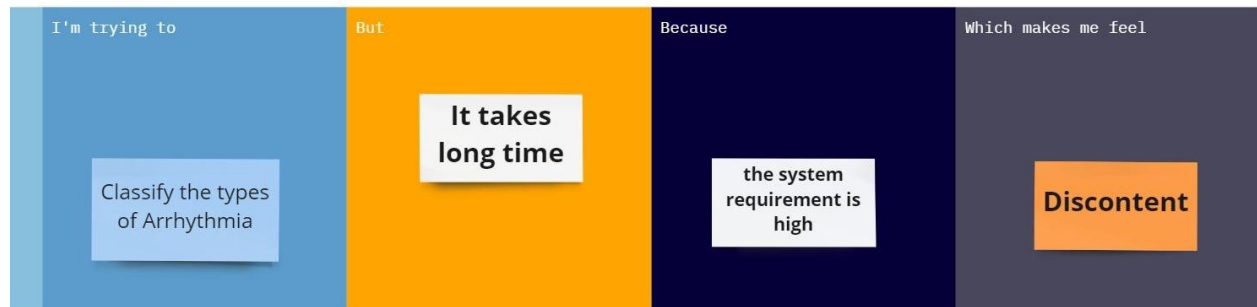 I'm trying to
Classify the types
of Arrhythmia
But
It takes
long time
Because
the system
requirement is
high
Which makes me feel
Discontent